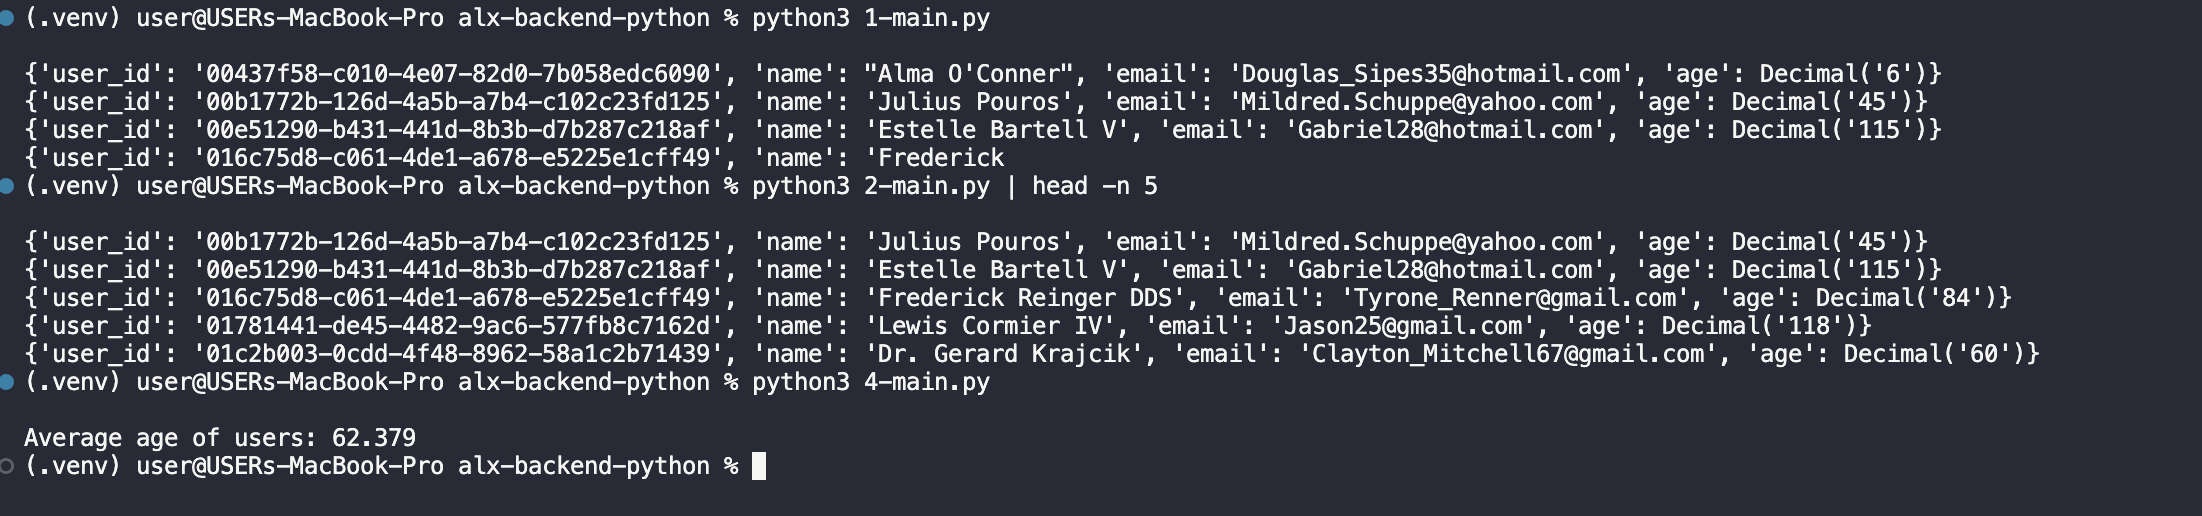 (.venv) user@USERs-MacBook-Pro alx-backend-python % python3 1-main.py
{'user_id': '00437f58-c010-4e07-82d0-7b058edc6090', 'name': "Alma O'Conner", 'email': 'Douglas_Sipes35@hotmail.com', 'age': Decimal('6')}
{'user_id': '00b1772b-126d-4a5b-a7b4-c102c23fd125', 'name': 'Julius Pouros', 'email': 'Mildred.Schuppe@yahoo.com', 'age': Decimal('45')}
{'user_id': '00e51290-b431-441d-8b3b-d7b287c218af', 'name': 'Estelle Bartell V', 'email': 'Gabriel28@hotmail.com', 'age': Decimal('115')}
{'user_id': '016c75d8-c061-4de1-a678-e5225e1cff49', 'name': 'Frederick
(.venv) user@USERs-MacBook-Pro alx-backend-python % python3 2-main.py | head -n 5
{'user_id': '00b1772b-126d-4a5b-a7b4-c102c23fd125', 'name': 'Julius Pouros', 'email': 'Mildred.Schuppe@yahoo.com', 'age': Decimal('45')}
{'user_id': '00e51290-b431-441d-8b3b-d7b287c218af', 'name': 'Estelle Bartell V', 'email': 'Gabriel28@hotmail.com', 'age': Decimal('115')}
{'user_id': '016c75d8-c061-4de1-a678-e5225e1cff49', 'name': 'Frederick Reinger DDS', 'email': 'Tyrone_Renner@gmail.com', 'age': Decimal('84')}
{'user_id': '01781441-de45-4482-9ac6-577fb8c7162d', 'name': 'Lewis Cormier IV', 'email': 'Jason25@gmail.com', 'age': Decimal('118')}
{'user_id': '01c2b003-0cdd-4f48-8962-58a1c2b71439', 'name': 'Dr. Gerard Krajcik', 'email': 'Clayton_Mitchell67@gmail.com', 'age': Decimal('60')}
(.venv) user@USERs-MacBook-Pro alx-backend-python % python3 4-main.py
Average age of users: 62.379
(.venv) user@USERs-MacBook-Pro alx-backend-python %